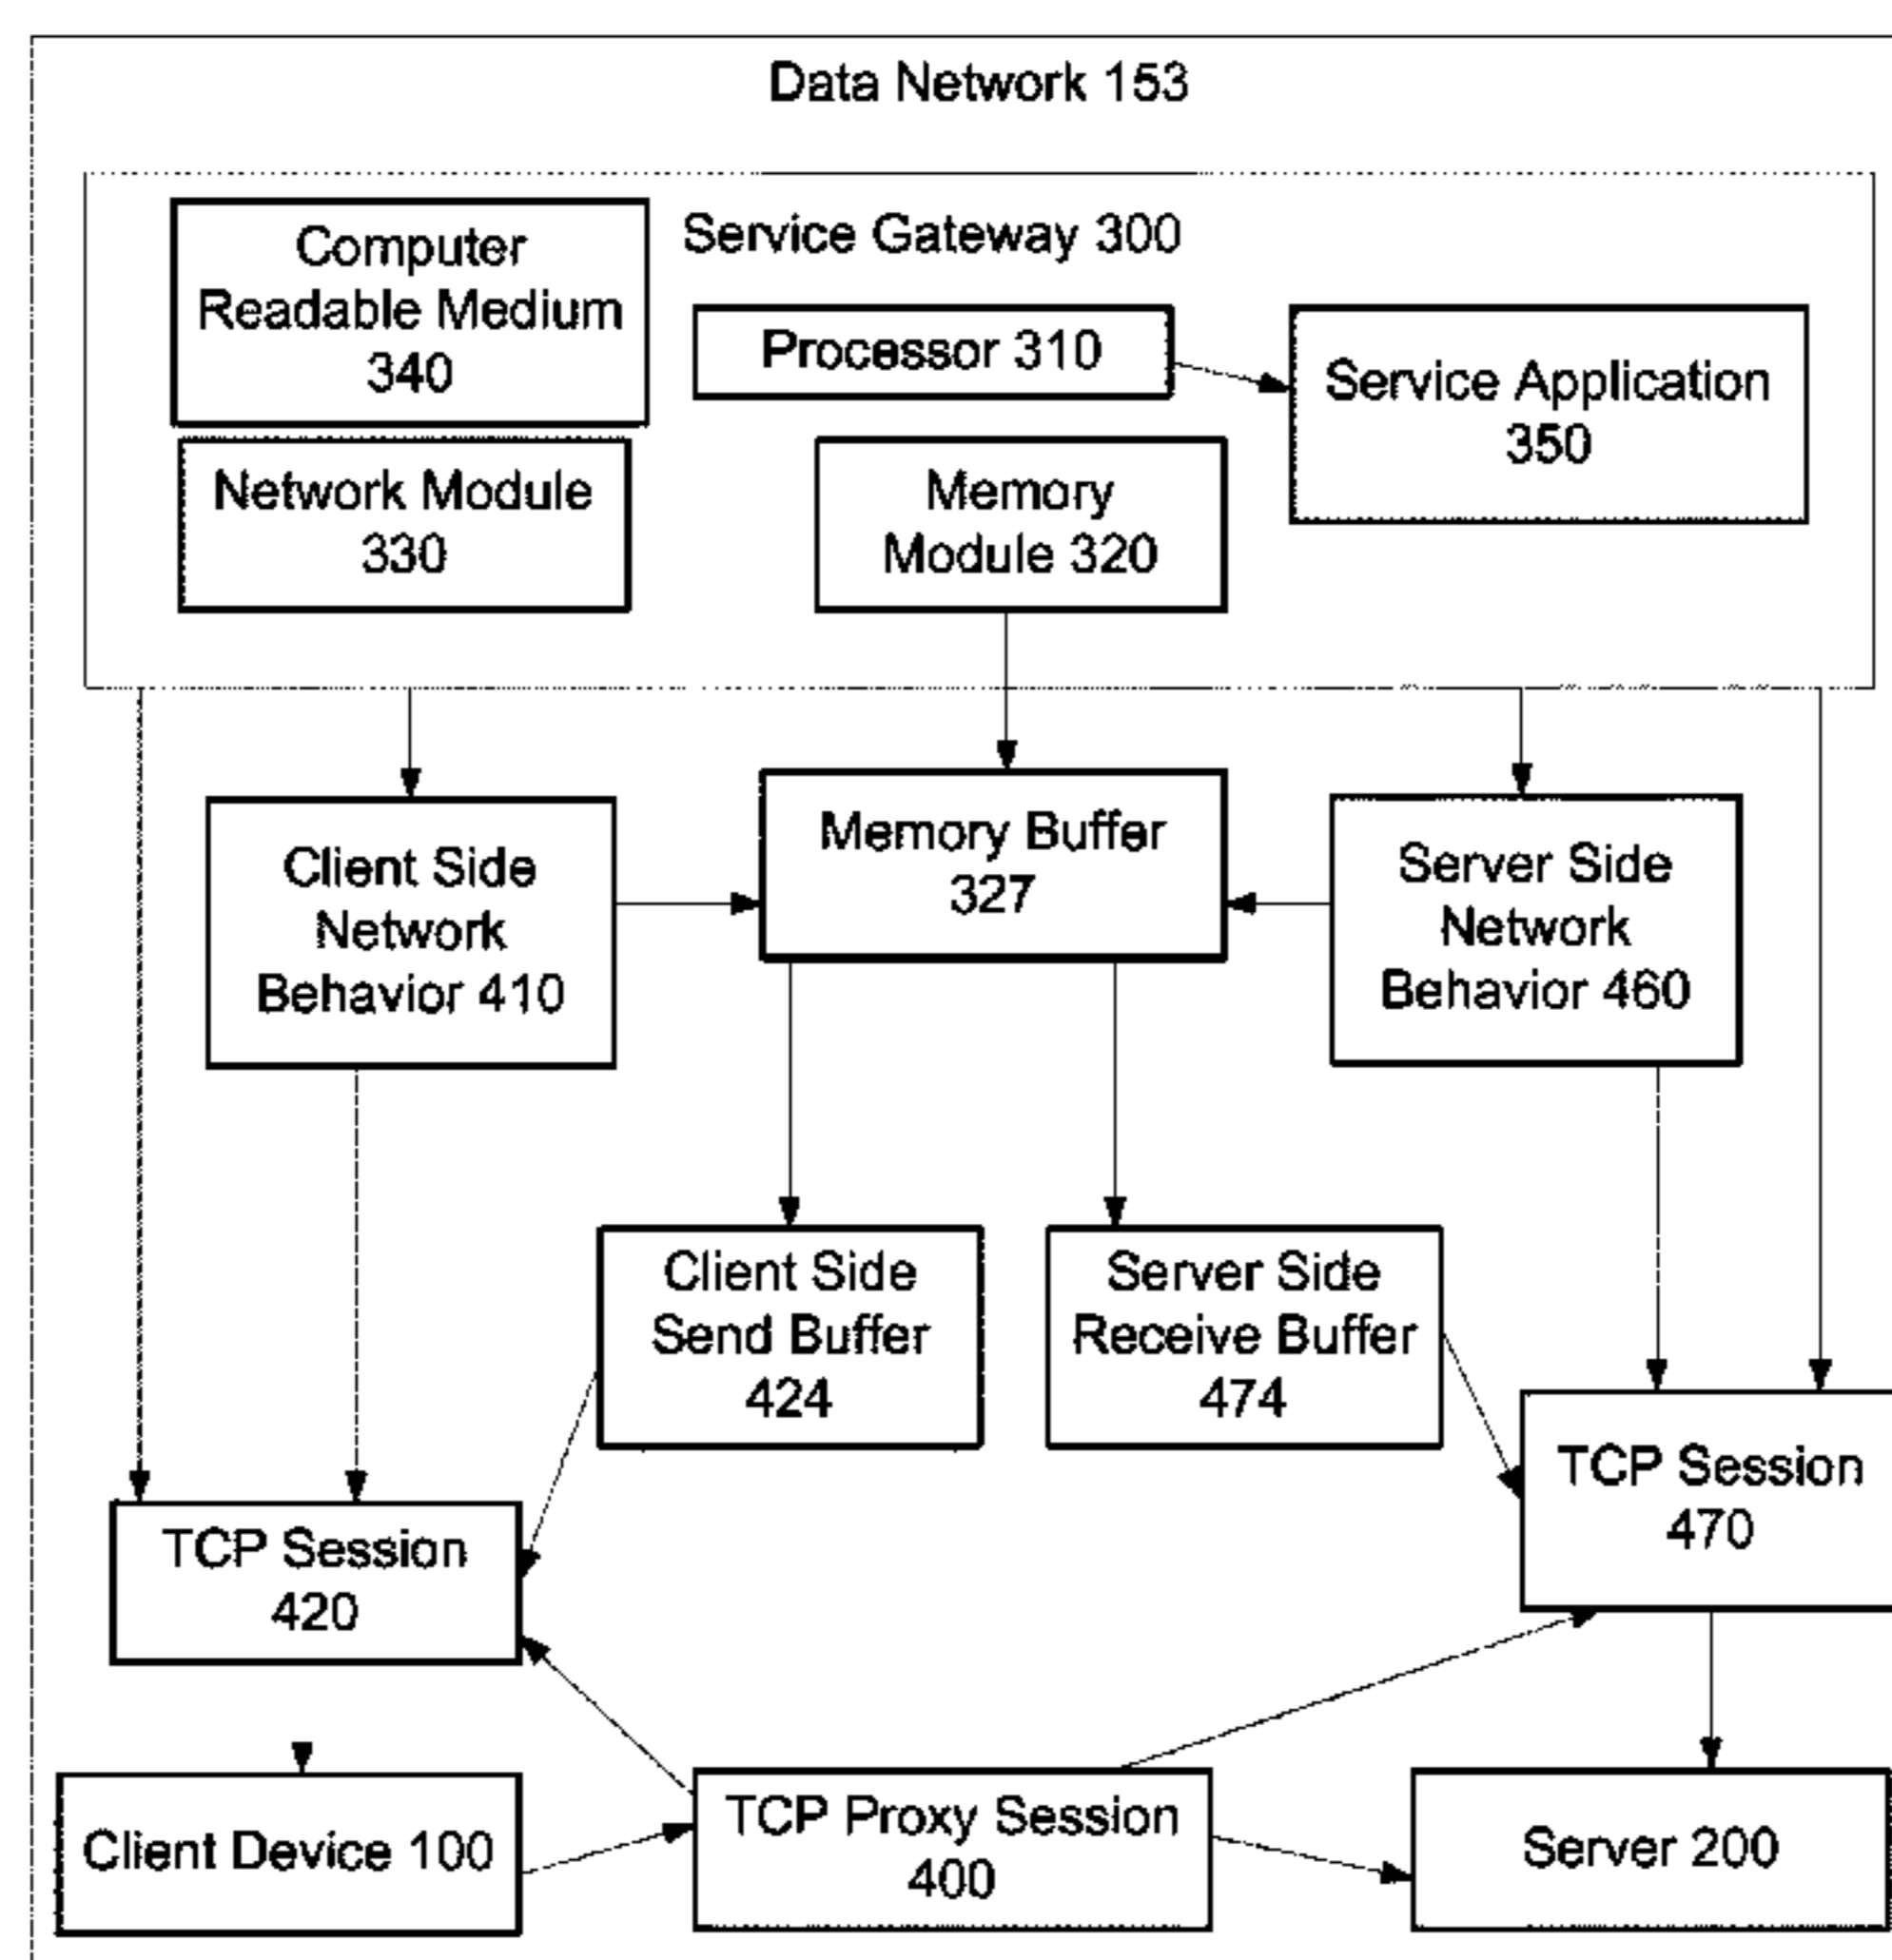 Data Network 153
Service Gateway 300
Computer
Readable Medium
340
Processor 310
Service Application
350
Network Module
330
Memory
Module 320
Client Side
Network
Behavior 410
Memory Buffer
327
Server Side
Network
Behavior 460
Client Side
Send Buffer
424
Server Side
Receive Buffer
474
TCP Session
420
TCP Session
470
Client Device 100
TCP Proxy Session
400
Server 200